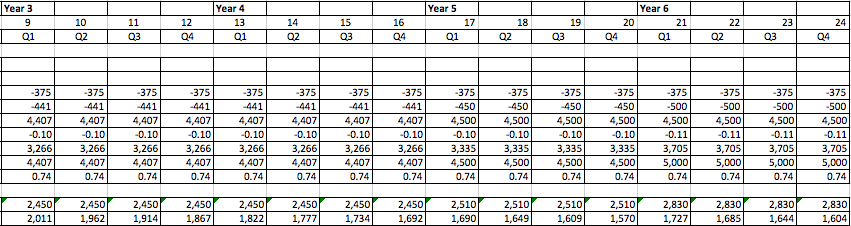 Year 3 Year 4 Year 5 Year 6
9 10 11 12 13 14 15 16 17 18 19 20 21 22 23 24
Q1 Q2 Q3 Q4 Q1 Q2 Q3 Q4 Q1 Q2 Q3 Q4 Q1 Q2 Q3 Q4
-375 -375 -375 -375 -375 -375 -375 -375 -375 -375 -375 -375 -375 -375 -375 -375
-441 -441 -441 -441 -441 -441 -441 -441 -450 -450 -450 -450 -500 -500 -500 -500
4,407 4,407 4,407 4,407 4,407 4,407 4,407 4,407 4,500 4,500 4,500 4,500 4,500 4,500 4,500 4,500
-0.10 -0.10 -0.10 -0.10 -0.10 -0.10 -0.10 -0.10 -0.10 -0.10 -0.10 -0.10 -0.11 -0.11 -0.11 -0.11
3,266 3,266 3,266 3,266 3,266 3,266 3,266 3,266 3,335 3,335 3,335 3,335 3,705 3,705 3,705 3,705
4,407 4,407 4,407 4,407 4,407 4,407 4,407 4,407 4,500 4,500 4,500 4,500 5,000 5,000 5,000 5,000
0.74 0.74 0.74 0.74 0.74 0.74 0.74 0.74 0.74 0.74 0.74 0.74 0.74 0.74 0.74 0.74
2,450 2,450 2,450 2,450 2,450 2,450 2,450 2,450 2,510 2,510 2,510 2,510 2,830 2,830 2,830 2,830
2,011 1,962 1,914 1,867 1,822 1,777 1,734 1,692 1,690 1,649 1,609 1,570 1,727 1,685 1,644 1,604